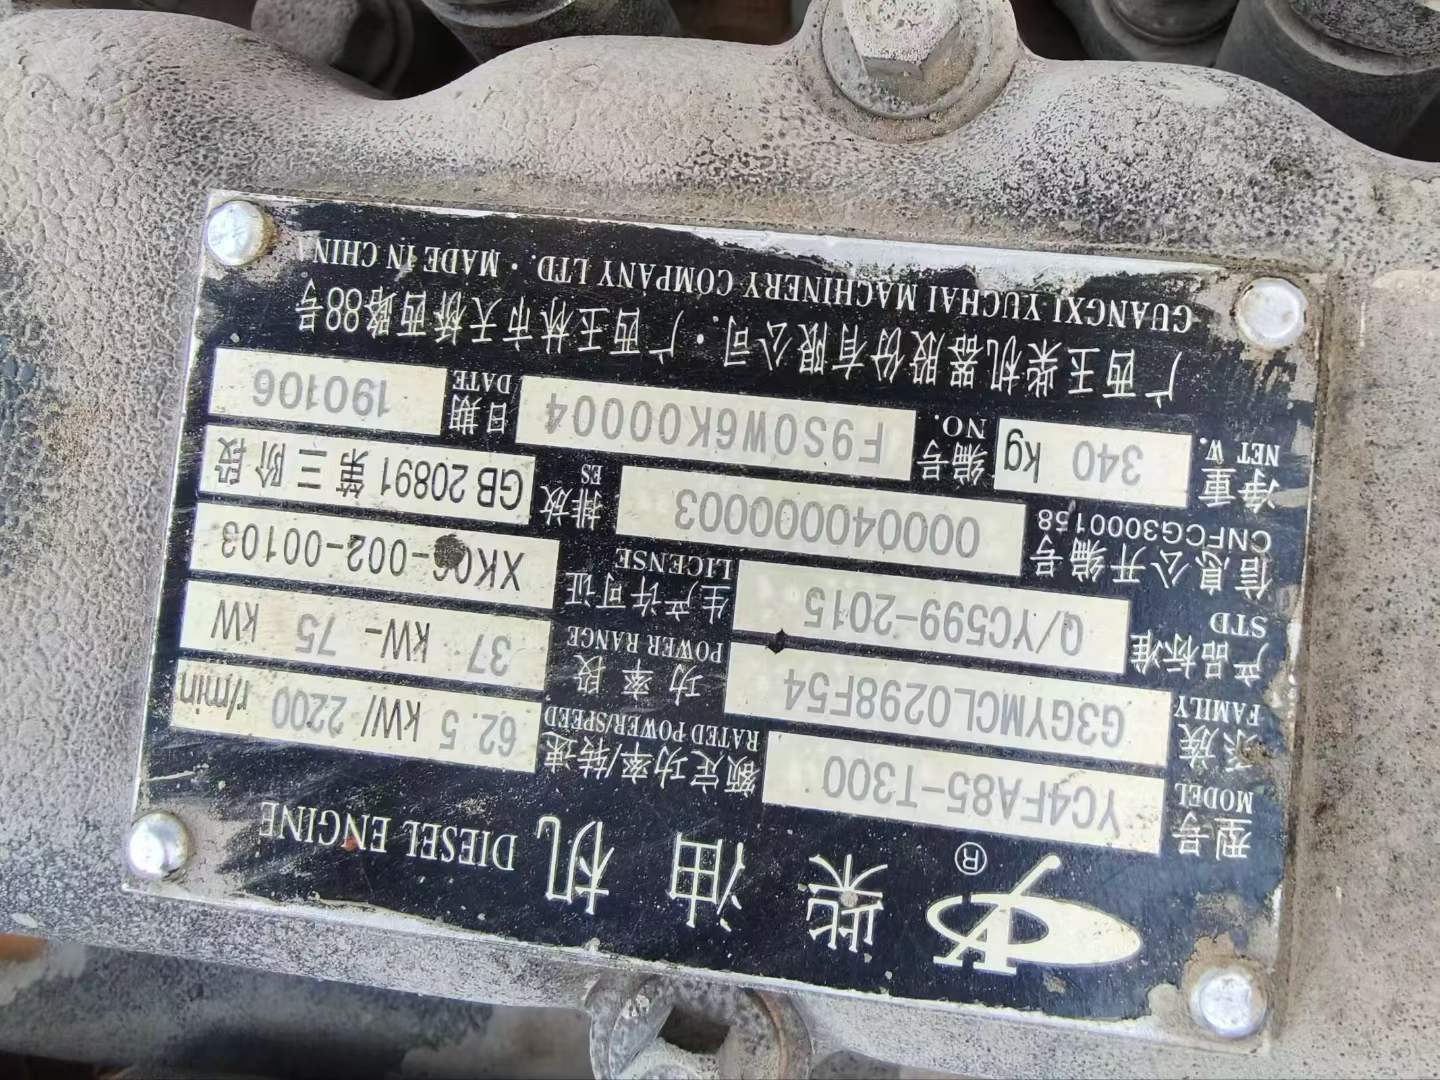 柴油机 DIESEL ENGINE
®
型号 MODEL YC4FA85-T300
额定功率/转速 RATED POWER/SPEED 62.5 kW/ 2200 r/min
系族 FAMILY G3GYMCL0298F54
功率段 POWER RANGE 37 kW- 75 kW
产品标准 STD Q/YC599-2015
生产许可证 LICENSE XK06-002-00103
信息公开编号 CNFCG3000158 000040000003
排放 ES GB 20891 第三阶段
净重 NET W. 340 kg
编号 NO. F9S0W6K00004
日期 DATE 190106
广西玉柴机器股份有限公司·广西玉林市天桥西路88号
GUANGXI YUCHAI MACHINERY COMPANY LTD. · MADE IN CHINA